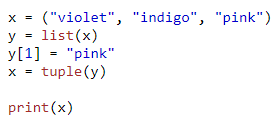 x = ("violet", "indigo", "pink")
y = list(x)
y[1] = "pink"
x = tuple(y)

print(x)